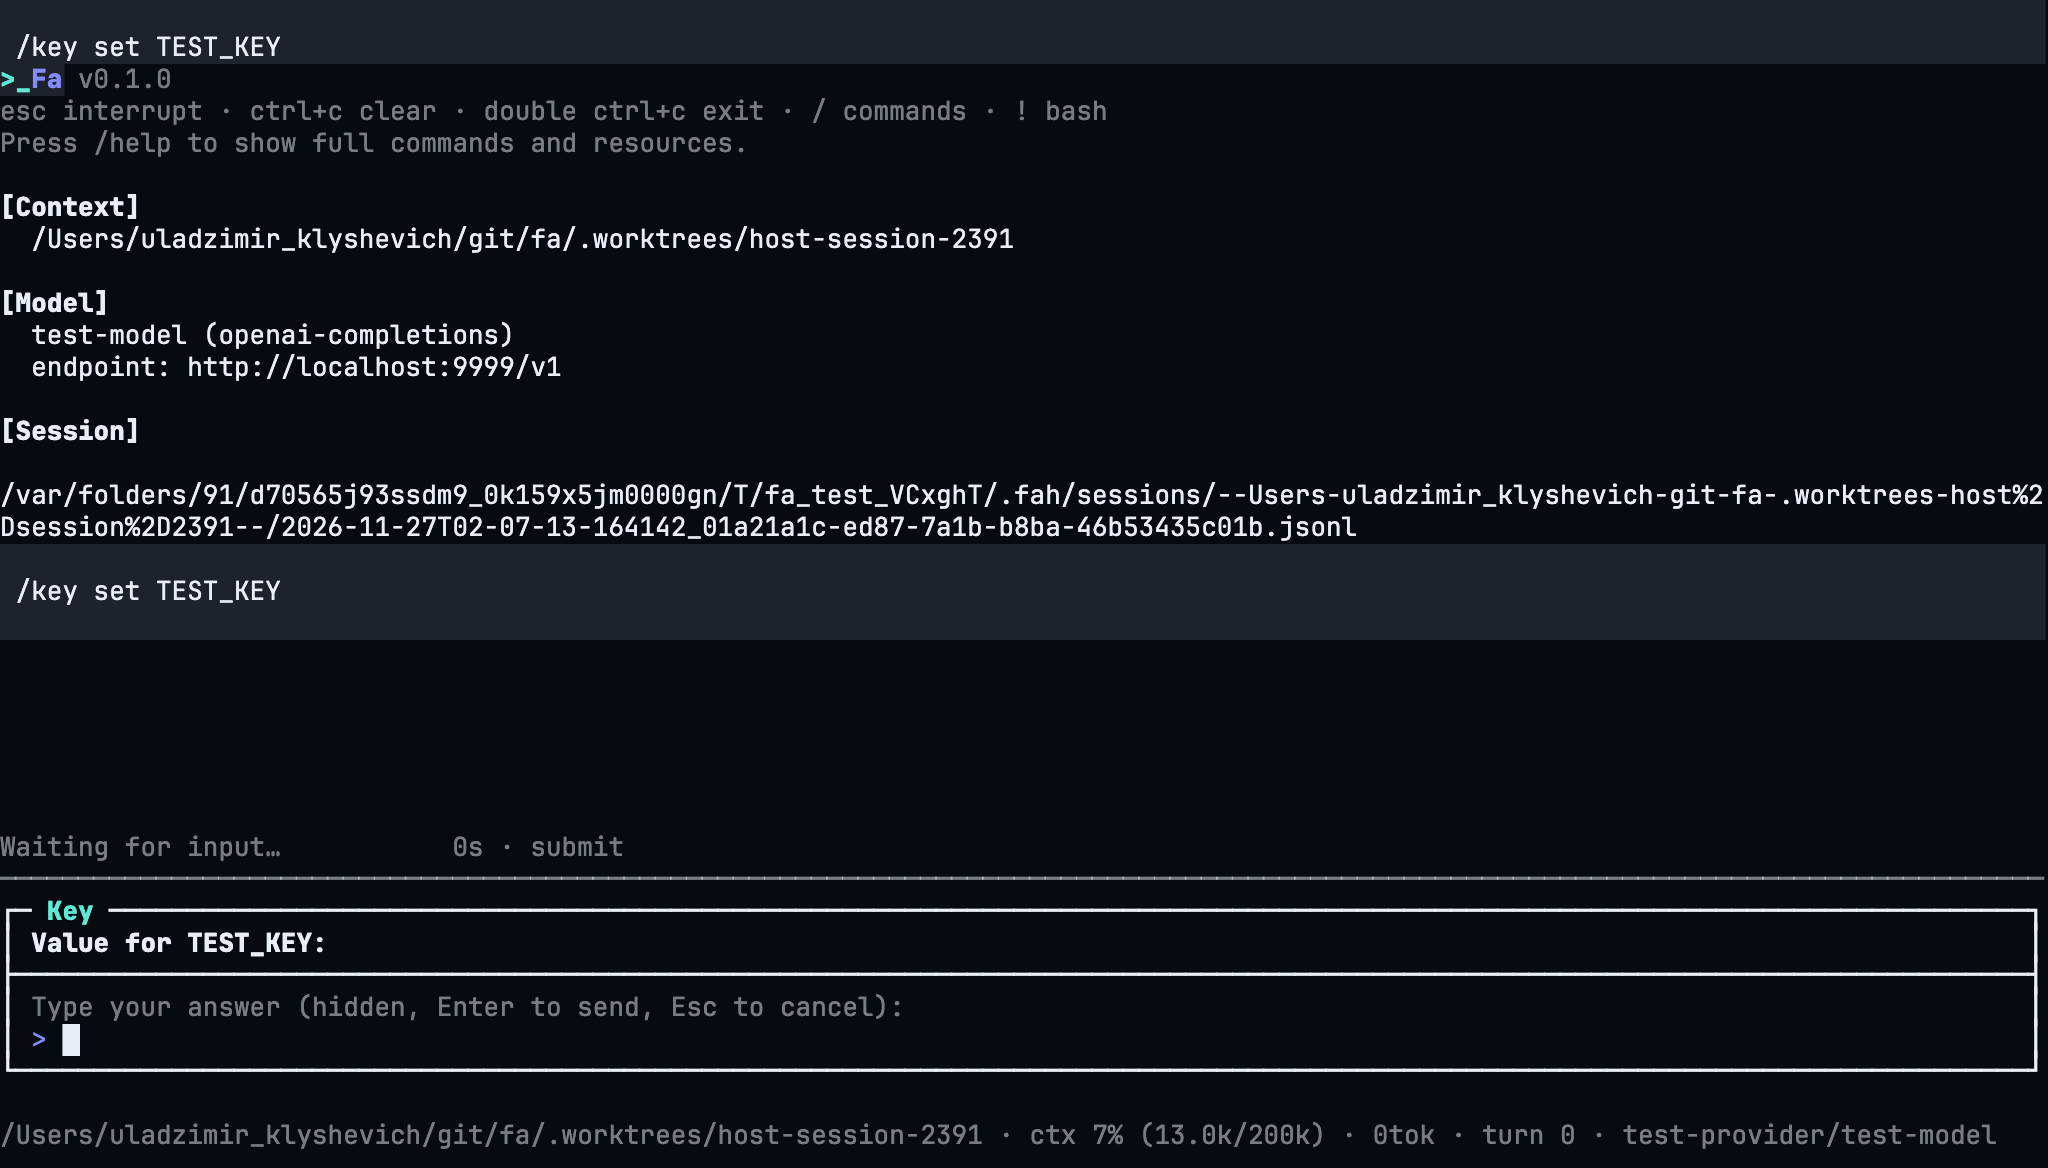 /key set TEST_KEY
>_Fa v0.1.0
esc interrupt · ctrl+c clear · double ctrl+c exit · / commands · ! bash
Press /help to show full commands and resources.
[Context]
/Users/uladzimir_klyshevich/git/fa/.worktrees/host-session-2391
[Model]
test-model (openai-completions)
endpoint: http://localhost:9999/v1
[Session]
/var/folders/91/d70565j93ssdm9_0k159x5jm0000gn/T/fa_test_VCxghT/.fah/sessions/--Users-uladzimir_klyshevich-git-fa-.worktrees-host%2
Dsession%2D2391--/2026-11-27T02-07-13-164142_01a21a1c-ed87-7a1b-b8ba-46b53435c01b.jsonl
/key set TEST_KEY
Waiting for input… 0s · submit
Key
Value for TEST_KEY:
Type your answer (hidden, Enter to send, Esc to cancel):
>
/Users/uladzimir_klyshevich/git/fa/.worktrees/host-session-2391 · ctx 7% (13.0k/200k) · 0tok · turn 0 · test-provider/test-model